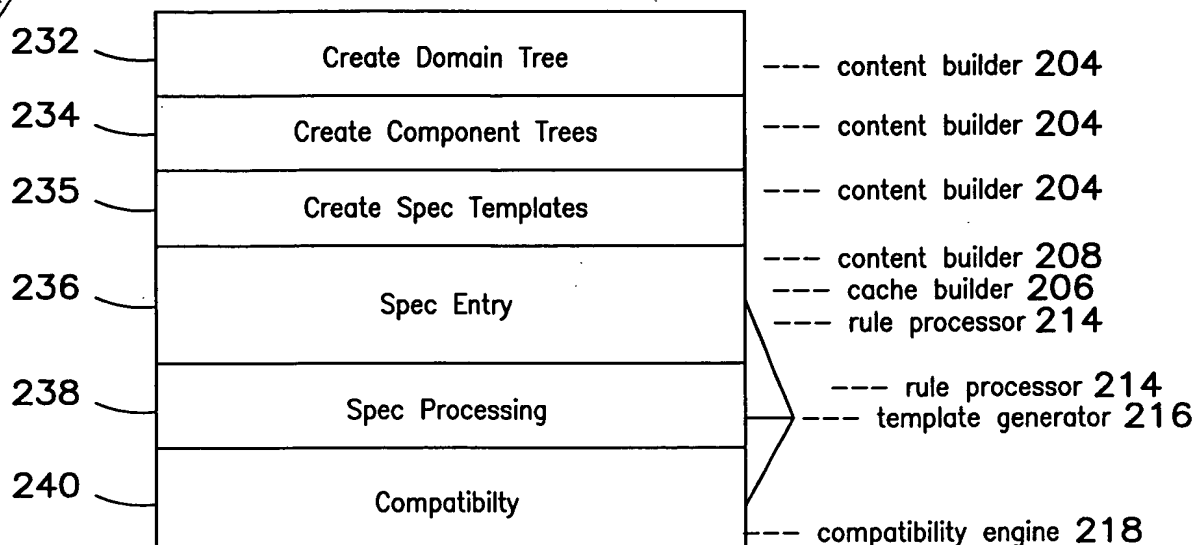 232 Create Domain Tree --- content builder 204
234 Create Component Trees --- content builder 204
235 Create Spec Templates --- content builder 204
--- content builder 208
236 Spec Entry --- cache builder 206
--- rule processor 214
238 Spec Processing --- rule processor 214
--- template generator 216
240 Compatibilty
--- compatibility engine 218